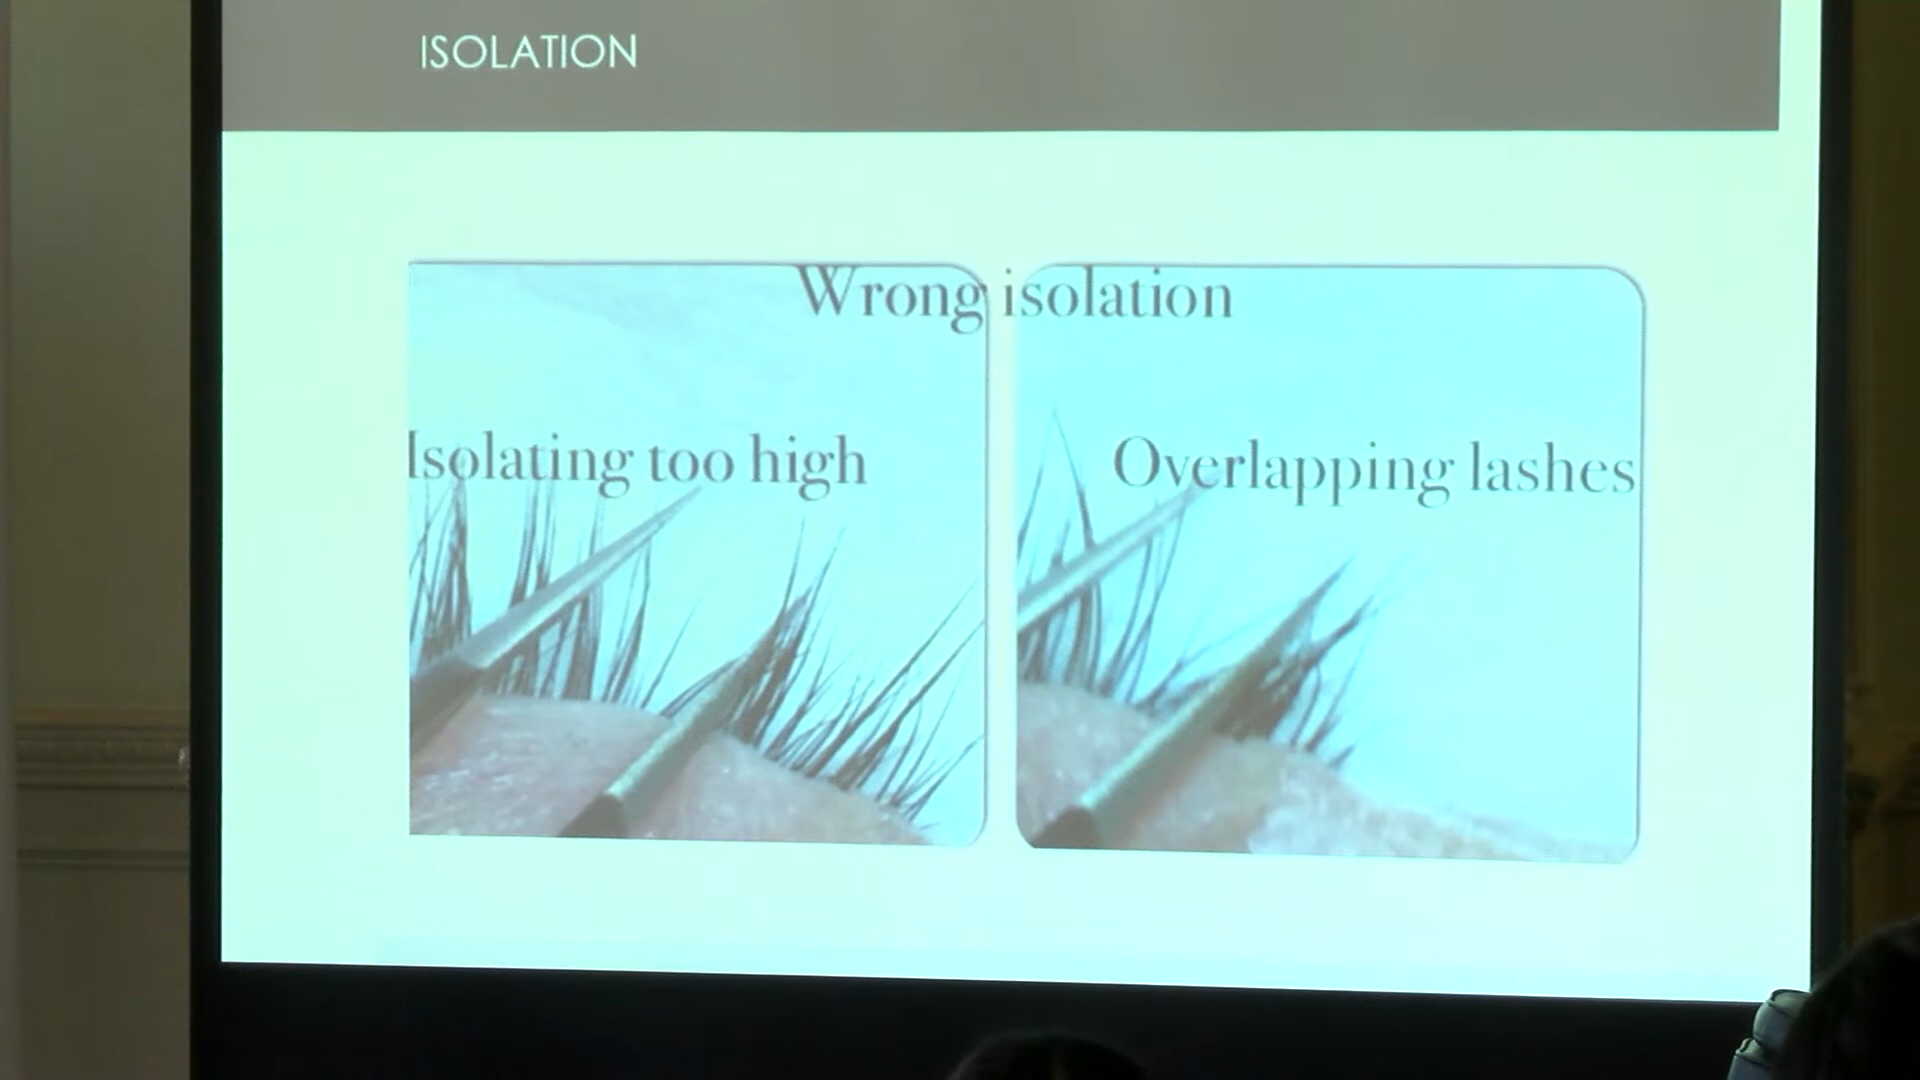 ISOLATION
Wrong isolation
Isolating too high
Overlapping lashes